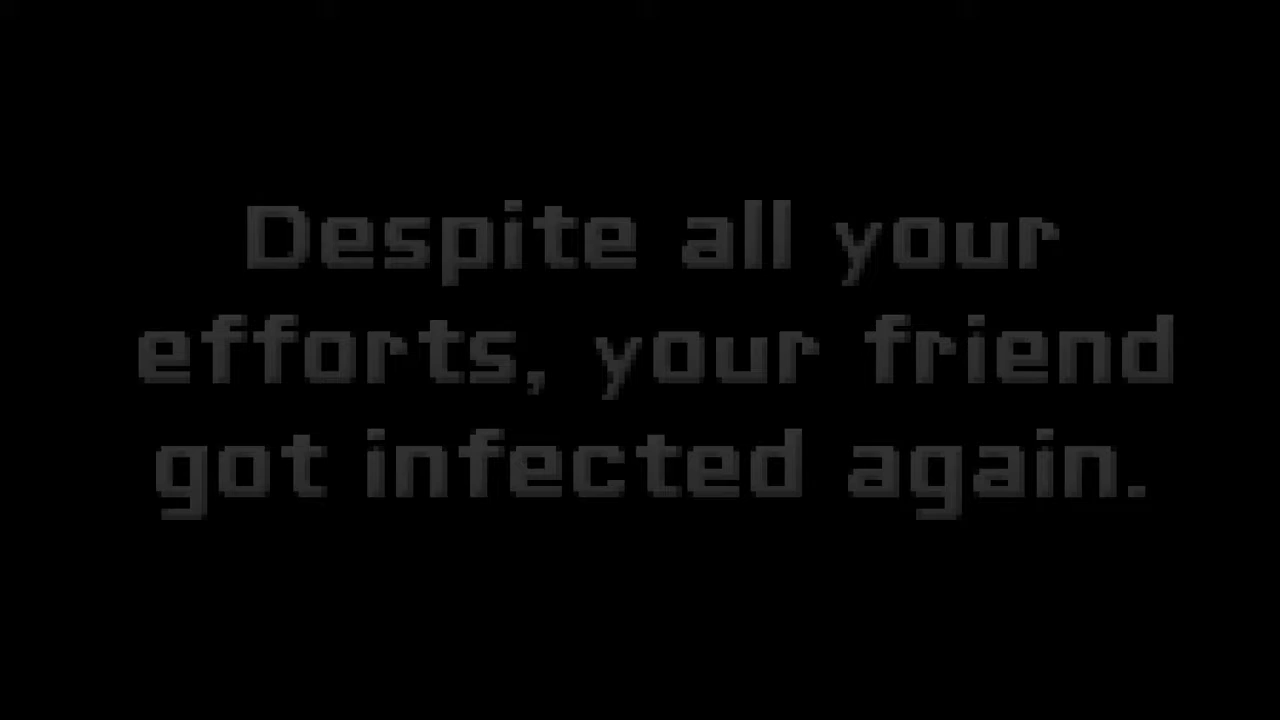 Despite all your
efforts, your friend
got infected again.